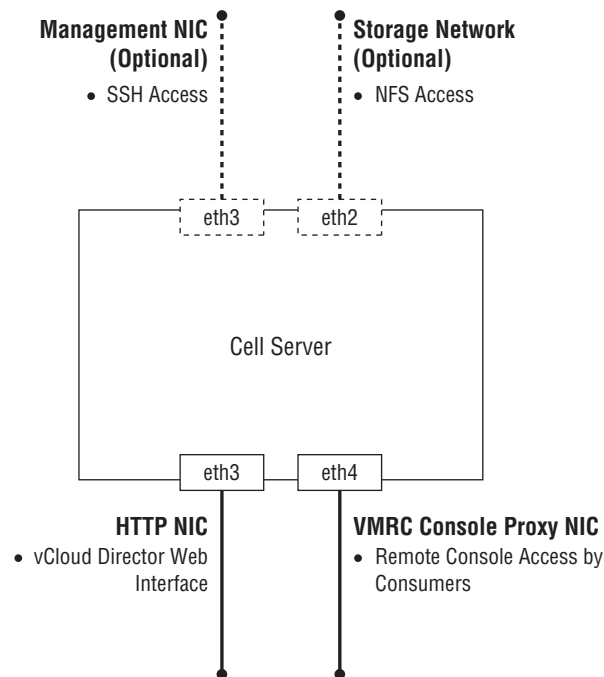 Management NIC
(Optional)
• SSH Access
Storage Network
(Optional)
• NFS Access
eth3
eth2
Cell Server
eth3
eth4
HTTP NIC
• vCloud Director Web
Interface
VMRC Console Proxy NIC
• Remote Console Access by
Consumers